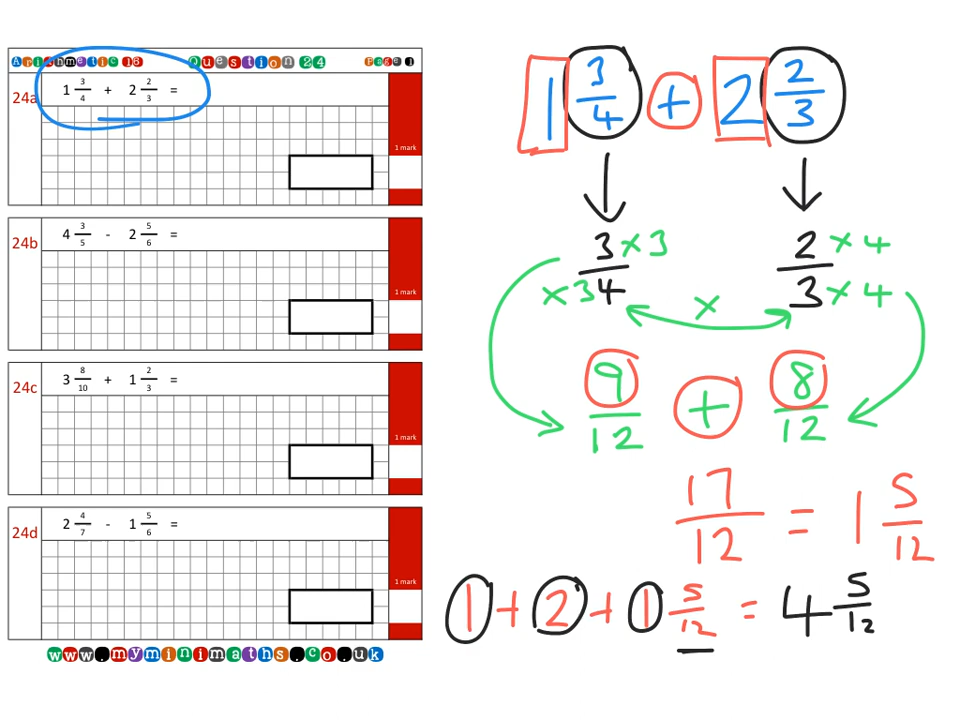 Arithmetic 18 Question 24 Page 1
24a 1 3/4 + 2 2/3 =
1 mark
24b 4 3/5 - 2 5/6 =
1 mark
24c 3 8/10 + 1 2/3 =
1 mark
24d 2 4/7 - 1 5/6 =
1 mark
www.myminimaths.co.uk
1 3/4 + 2 2/3
3 ×3 2 ×4
×3 4 × 3 ×4
9/12 + 8/12
17/12 = 1 5/12
1 + 2 + 1 5/12 = 4 5/12